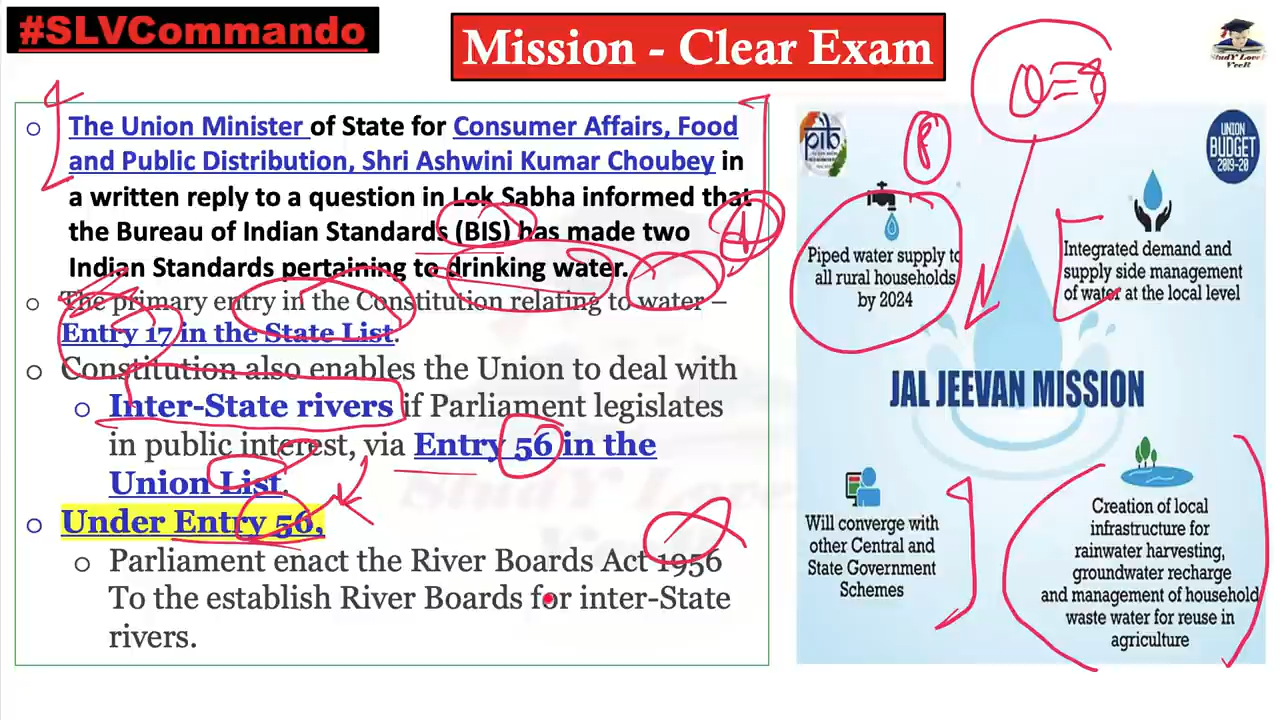 #SLVCommando
Mission - Clear Exam
StudY LoveR
VeeR
The Union Minister of State for Consumer Affairs, Food
and Public Distribution, Shri Ashwini Kumar Choubey in
a written reply to a question in Lok Sabha informed that
the Bureau of Indian Standards (BIS) has made two
Indian Standards pertaining to drinking water.
The primary entry in the Constitution relating to water –
Entry 17 in the State List.
Constitution also enables the Union to deal with
Inter-State rivers if Parliament legislates
in public interest, via Entry 56 in the
Union List.
Under Entry 56,
Parliament enact the River Boards Act 1956
To the establish River Boards for inter-State
rivers.
pib
UNION
BUDGET
2019-20
Piped water supply to
all rural households
by 2024
Integrated demand and
supply side management
of water at the local level
JAL JEEVAN MISSION
Will converge with
other Central and
State Government
Schemes
Creation of local
infrastructure for
rainwater harvesting,
groundwater recharge
and management of household
waste water for reuse in
agriculture